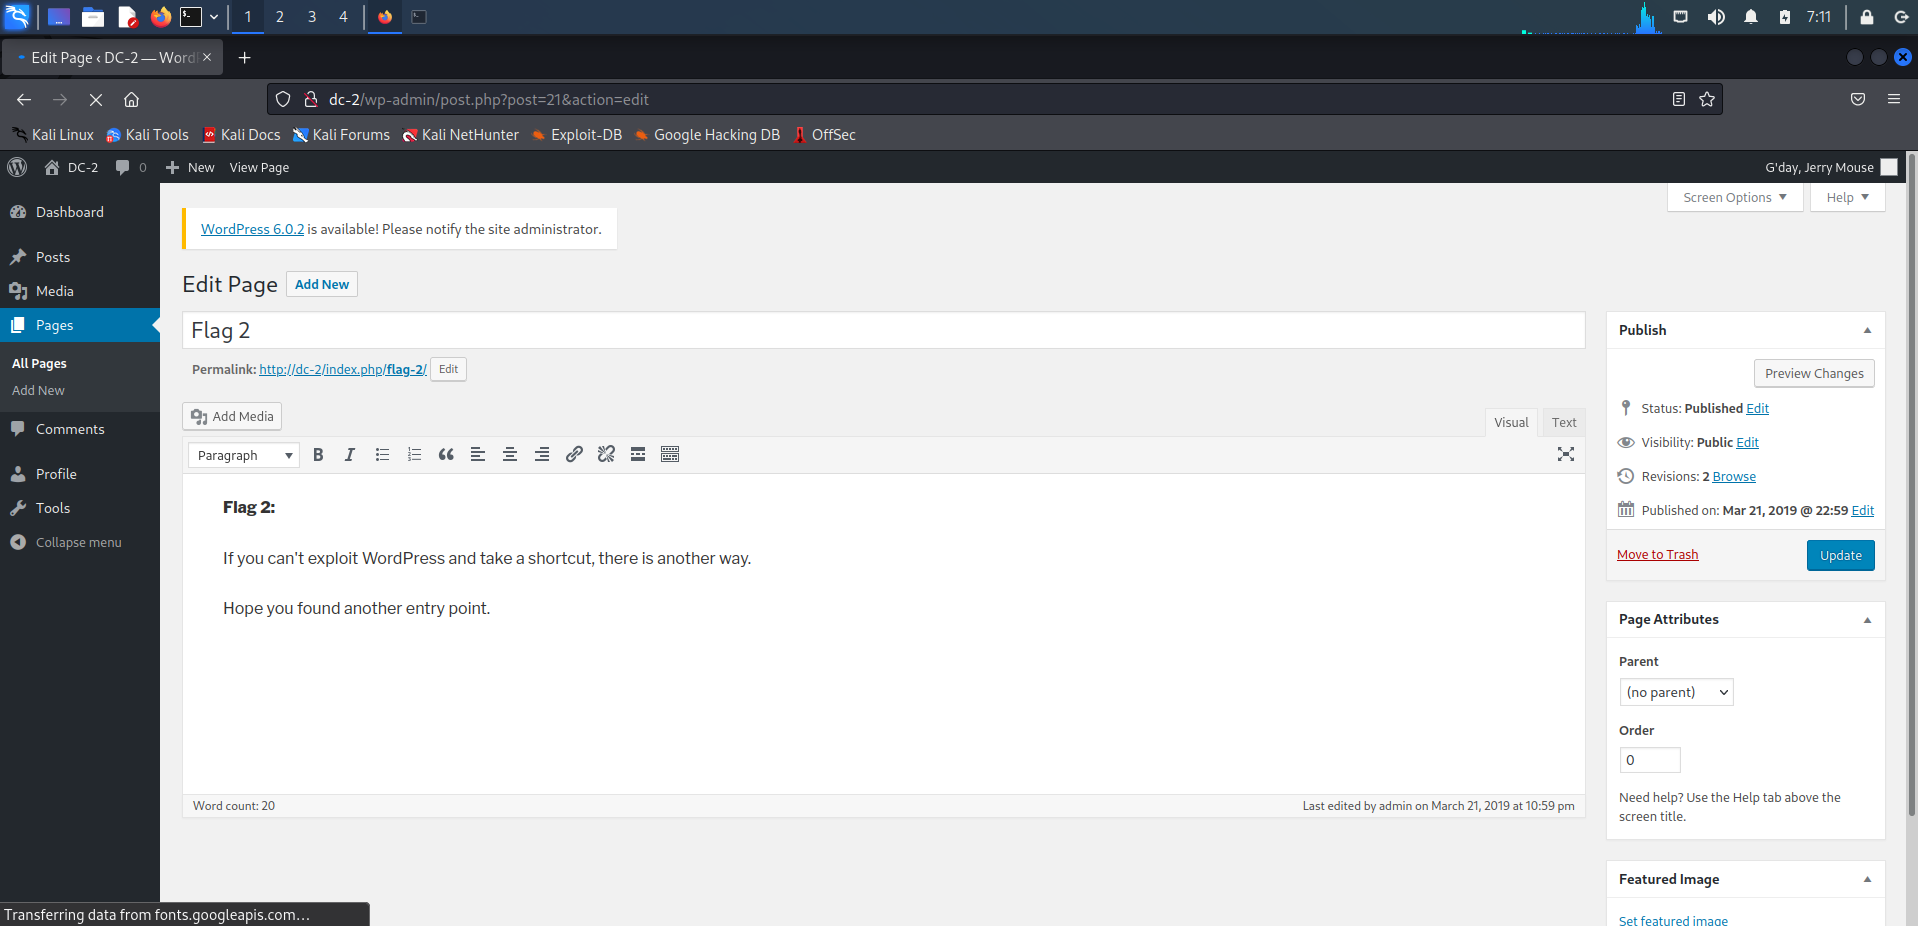 1 2 3 4 7:11
Edit Page ‹ DC-2 — Word
dc-2/wp-admin/post.php?post=21&action=edit
Kali Linux Kali Tools Kali Docs Kali Forums Kali NetHunter Exploit-DB Google Hacking DB OffSec
DC-2 0 New View Page G'day, Jerry Mouse
Screen Options Help
Dashboard
Posts
Media
Pages
All Pages
Add New
Comments
Profile
Tools
Collapse menu
WordPress 6.0.2 is available! Please notify the site administrator.
Edit Page Add New
Flag 2
Permalink: http://dc-2/index.php/flag-2/ Edit
Add Media Visual Text
Paragraph
Flag 2:
If you can't exploit WordPress and take a shortcut, there is another way.
Hope you found another entry point.
Word count: 20 Last edited by admin on March 21, 2019 at 10:59 pm
Publish
Preview Changes
Status: Published Edit
Visibility: Public Edit
Revisions: 2 Browse
Published on: Mar 21, 2019 @ 22:59 Edit
Move to Trash Update
Page Attributes
Parent
(no parent)
Order
0
Need help? Use the Help tab above the
screen title.
Featured Image
Set featured image
Transferring data from fonts.googleapis.com…